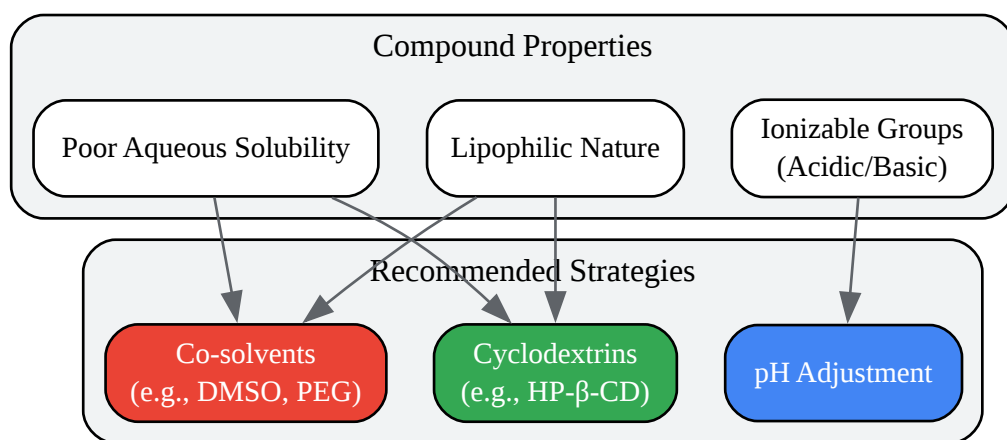 Compound Properties
Poor Aqueous Solubility
Lipophilic Nature
Ionizable Groups
(Acidic/Basic)
Recommended Strategies
Co-solvents
(e.g., DMSO, PEG)
Cyclodextrins
(e.g., HP-β-CD)
pH Adjustment